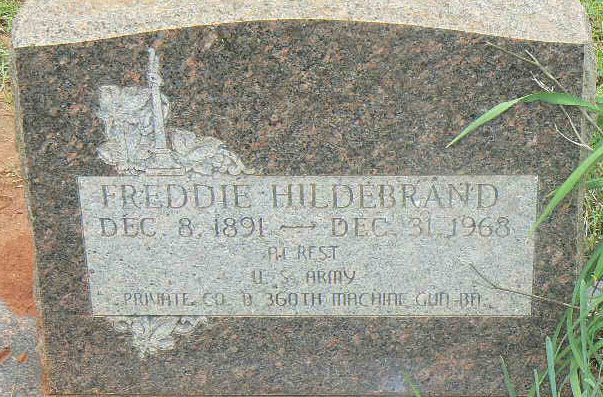 FREDDIE HILDEBRAND
DEC. 8, 1891 → DEC. 31, 1968
AT REST
U. S. ARMY
PRIVATE CO. D 360TH MACHINE GUN BN.